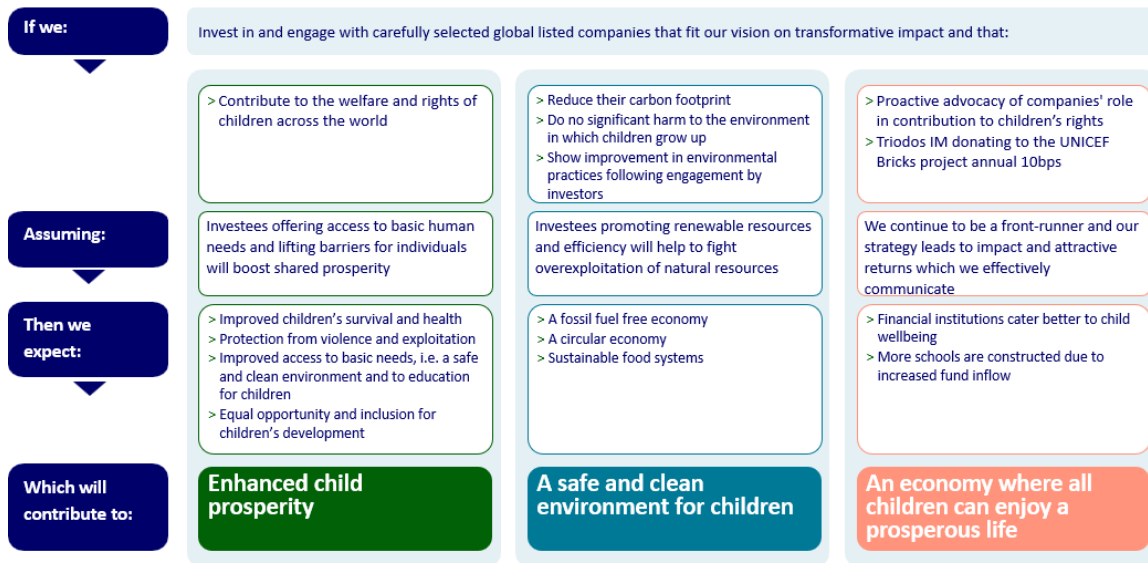 If we:
Invest in and engage with carefully selected global listed companies that fit our vision on transformative impact and that:
> Contribute to the welfare and rights of
children across the world
> Reduce their carbon footprint
> Do no significant harm to the environment
in which children grow up
> Show improvement in environmental
practices following engagement by
investors
> Proactive advocacy of companies' role
in contribution to children's rights
> Triodos IM donating to the UNICEF
Bricks project annual 10bps
Assuming:
Investees offering access to basic human
needs and lifting barriers for individuals
will boost shared prosperity
Investees promoting renewable resources
and efficiency will help to fight
overexploitation of natural resources
We continue to be a front-runner and our
strategy leads to impact and attractive
returns which we effectively
communicate
Then we
expect:
> Improved children’s survival and health
> Protection from violence and exploitation
> Improved access to basic needs, i.e. a safe
and clean environment and to education
for children
> Equal opportunity and inclusion for
children’s development
> A fossil fuel free economy
> A circular economy
> Sustainable food systems
> Financial institutions cater better to child
wellbeing
> More schools are constructed due to
increased fund inflow
Which will
contribute to:
Enhanced child
prosperity
A safe and clean
environment for children
An economy where all
children can enjoy a
prosperous life